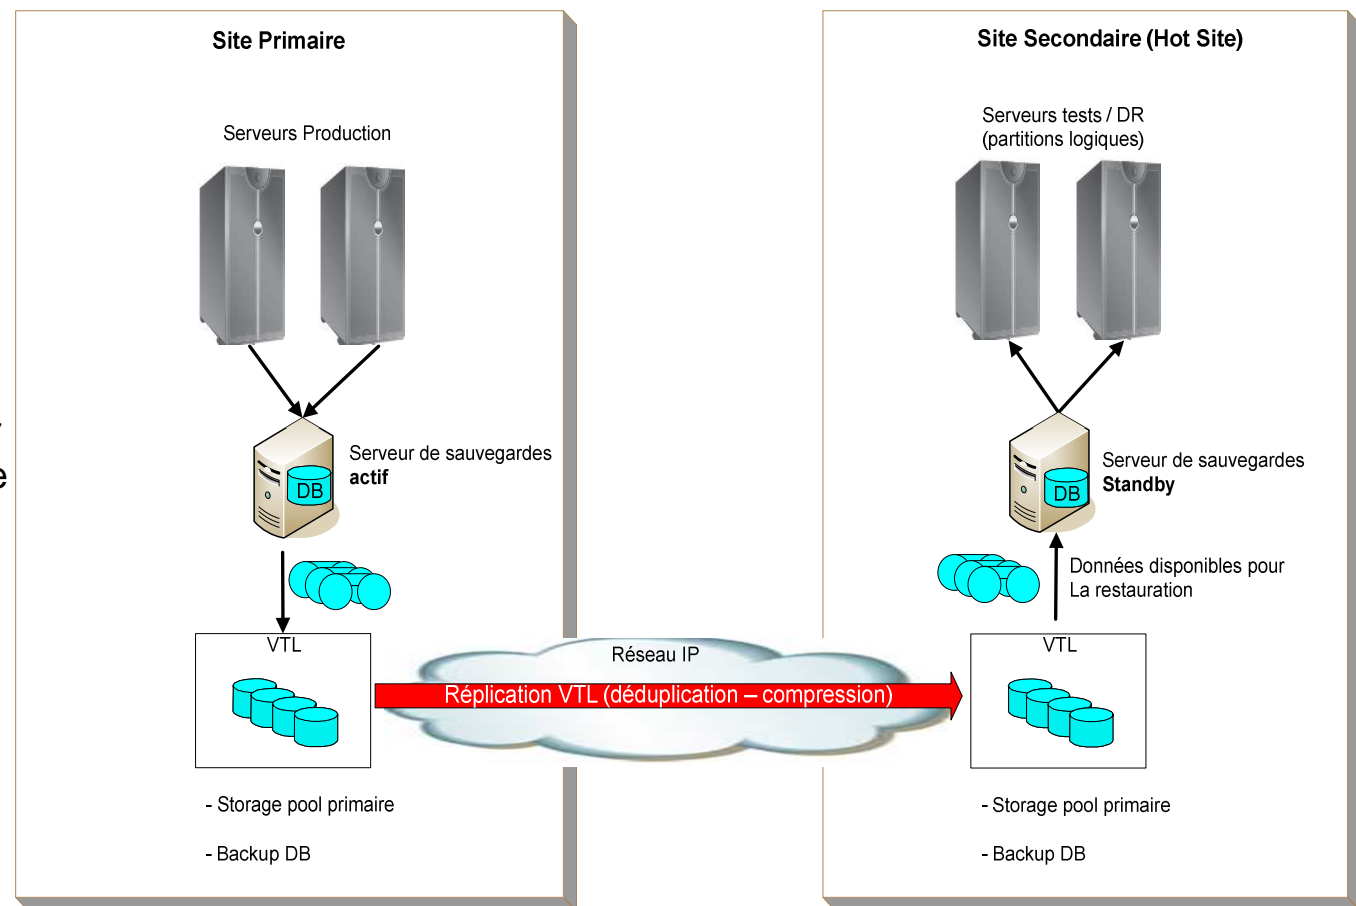 Site Primaire
Serveurs Production
Serveur de sauvegardes
actif
DB
VTL
- Storage pool primaire
- Backup DB
e
Réseau IP
Réplication VTL (déduplication – compression)
Site Secondaire (Hot Site)
Serveurs tests / DR
(partitions logiques)
Serveur de sauvegardes
Standby
DB
Données disponibles pour
La restauration
VTL
- Storage pool primaire
- Backup DB